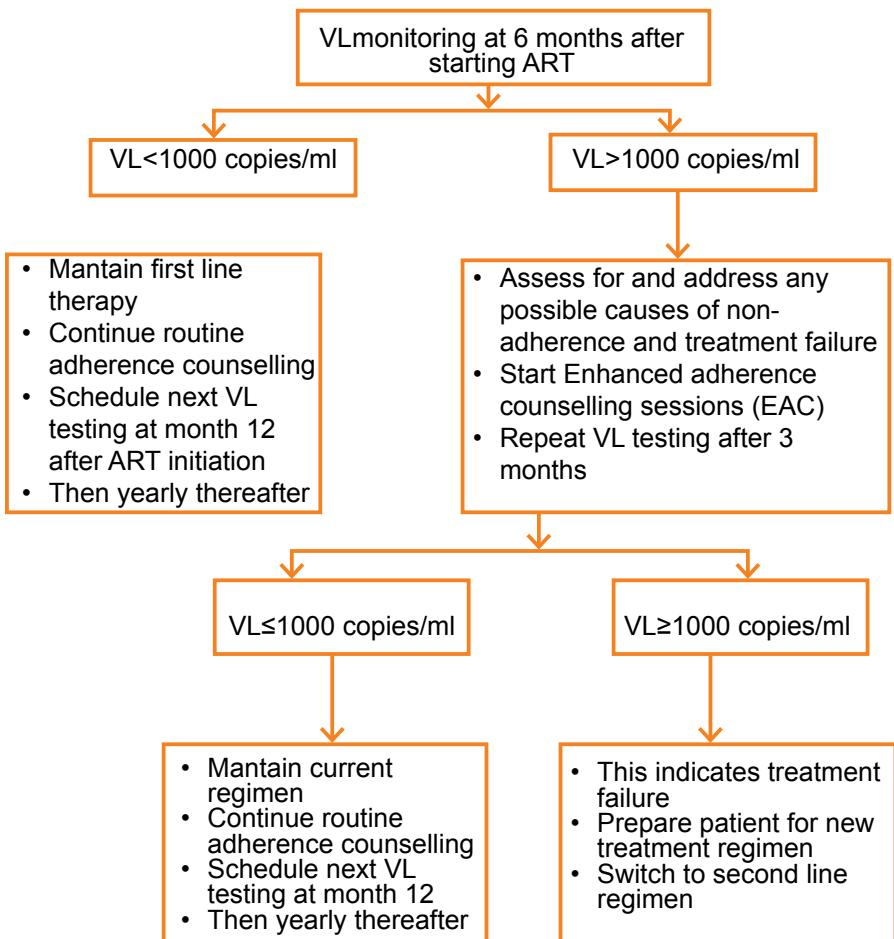 VLmonitoring at 6 months after
starting ART
VL<1000 copies/ml
VL>1000 copies/ml
• Mantain first line
therapy
• Continue routine
adherence counselling
• Schedule next VL
testing at month 12
after ART initiation
• Then yearly thereafter
• Assess for and address any
possible causes of non-
adherence and treatment failure
• Start Enhanced adherence
counselling sessions (EAC)
• Repeat VL testing after 3
months
VL≤1000 copies/ml
VL≥1000 copies/ml
• Mantain current
regimen
• Continue routine
adherence counselling
• Schedule next VL
testing at month 12
• Then yearly thereafter
• This indicates treatment
failure
• Prepare patient for new
treatment regimen
• Switch to second line
regimen